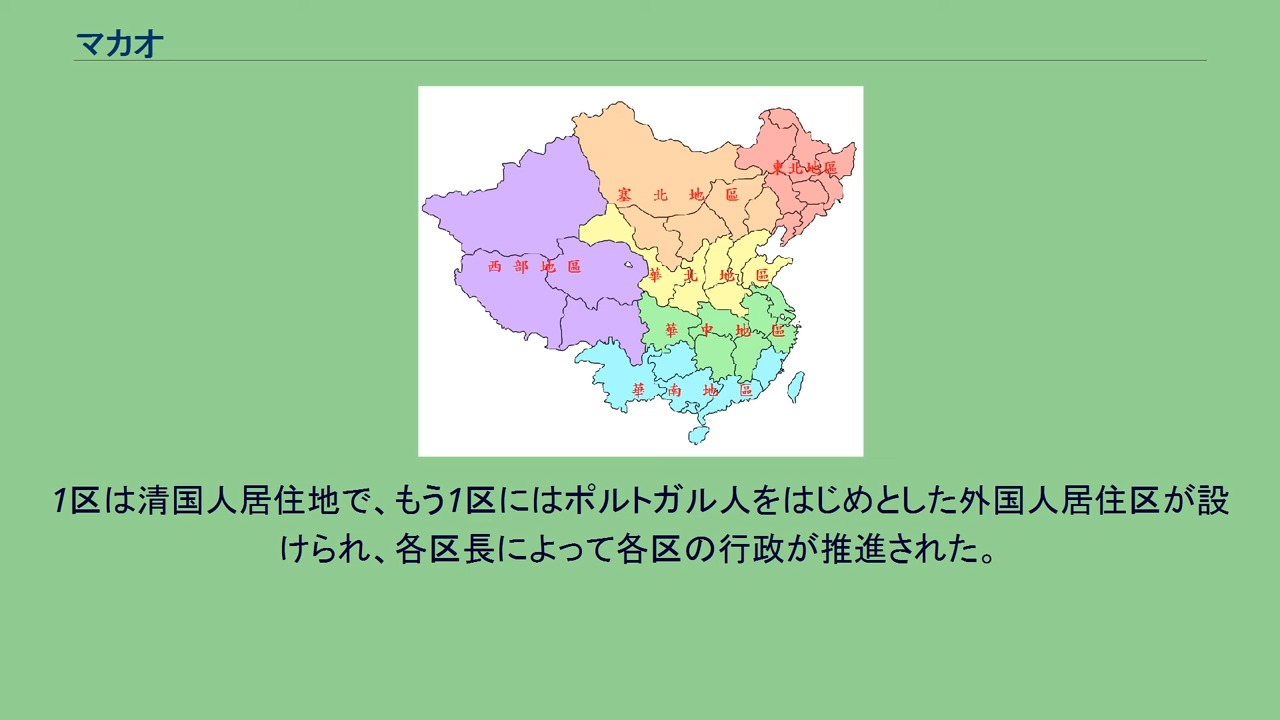 マカオ
東北地區
塞北地區
西部地區
華北地區
華中地區
華南地區
1区は清国人居住地で、もう1区にはポルトガル人をはじめとした外国人居住区が設
けられ、各区長によって各区の行政が推進された。